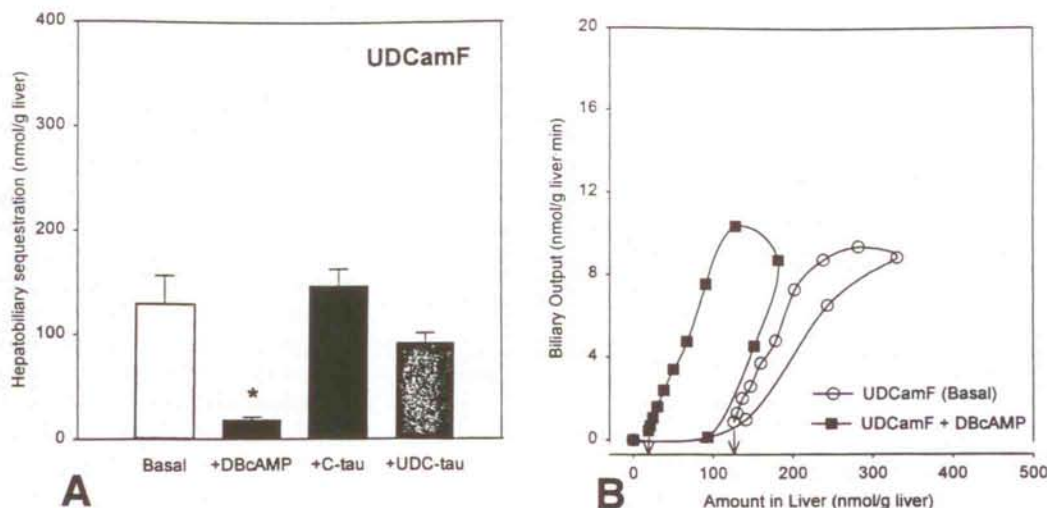 400
300
200
100
0
Hepatobiliary sequestration (nmol/g liver)
UDCamF
*
Basal +DBcAMP +C-tau +UDC-tau
A
20
16
12
8
4
0
Biliary Output (nmol/g liver·min)
UDCamF (Basal)
UDCamF + DBcAMP
0 100 200 300 400 500
Amount in Liver (nmol/g liver)
B